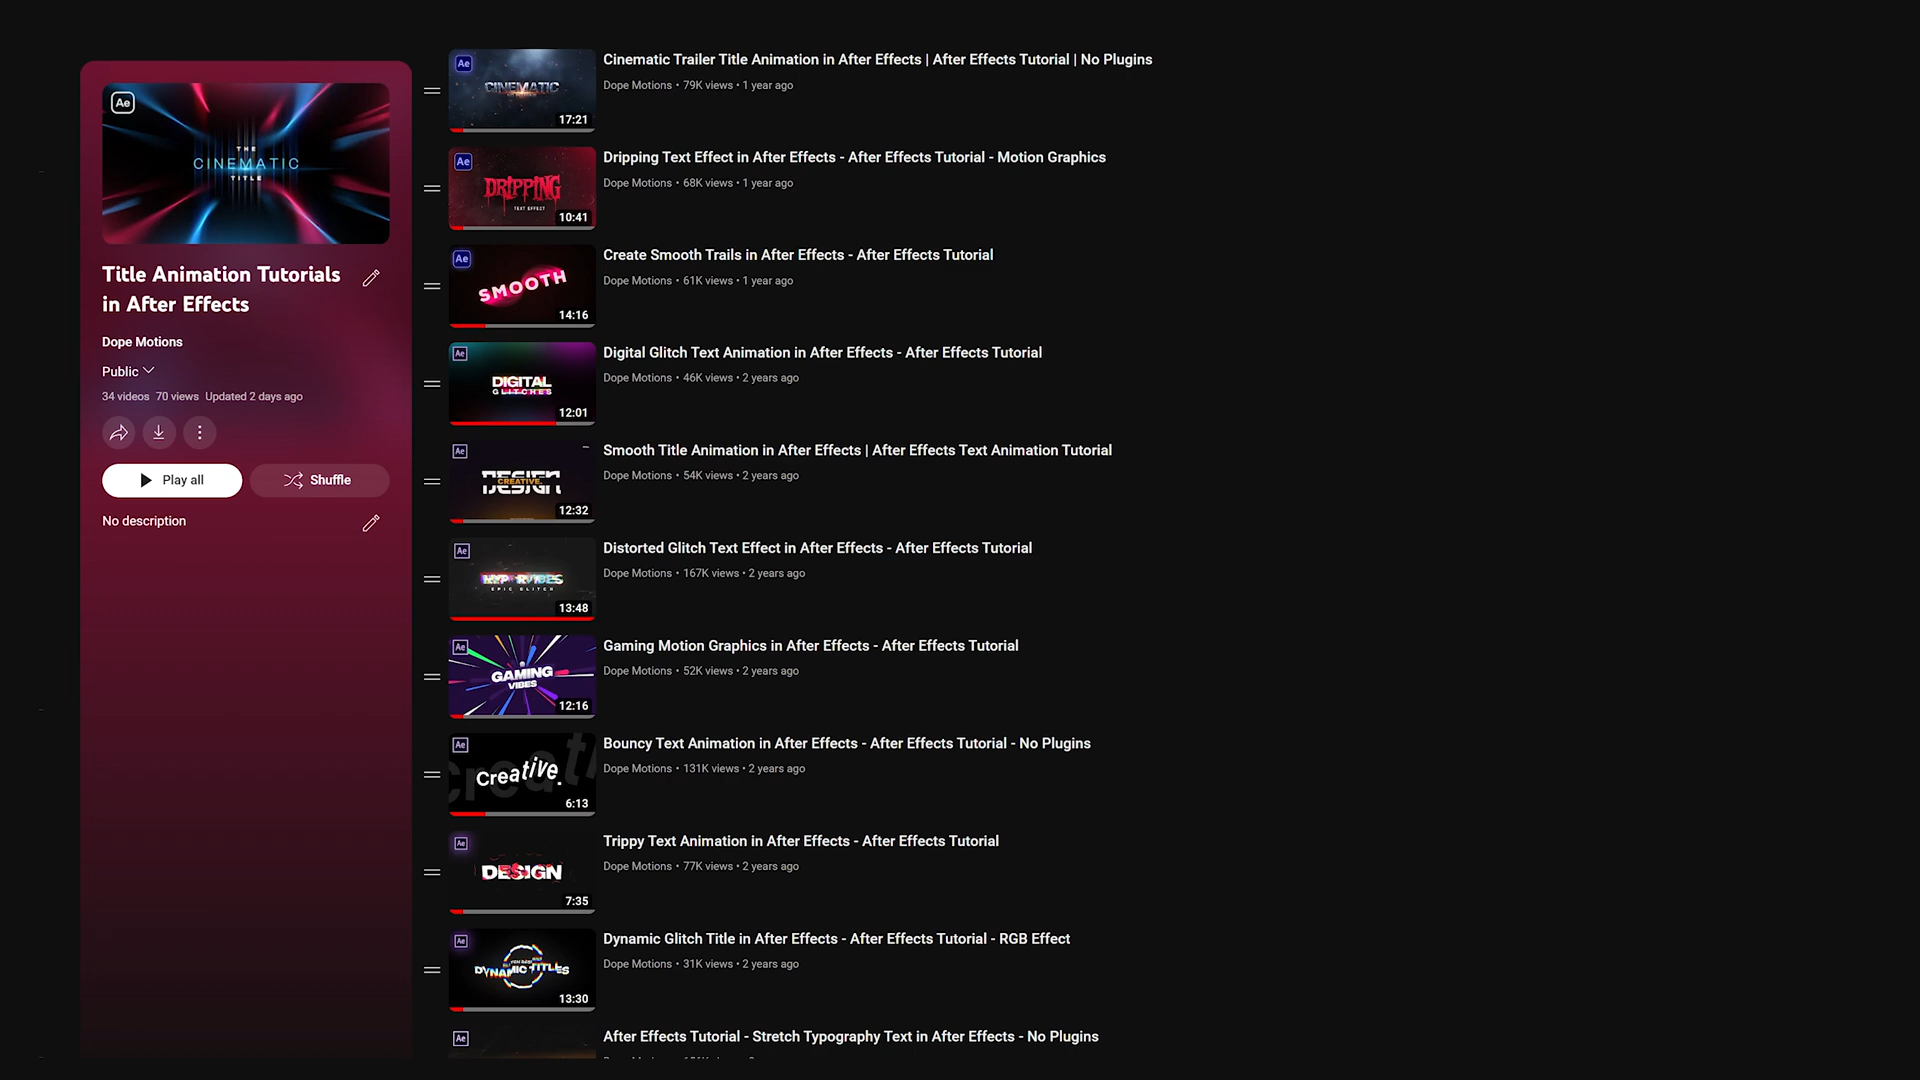 Ae
THE
CINEMATIC
TITLE
Title Animation Tutorials
in After Effects
Dope Motions
Public
34 videos 70 views Updated 2 days ago
Play all
Shuffle
No description
Ae
CINEMATIC
17:21
Cinematic Trailer Title Animation in After Effects | After Effects Tutorial | No Plugins
Dope Motions • 79K views • 1 year ago
Ae
DRIPPING
TEXT EFFECT
10:41
Dripping Text Effect in After Effects - After Effects Tutorial - Motion Graphics
Dope Motions • 68K views • 1 year ago
Ae
SMOOTH
14:16
Create Smooth Trails in After Effects - After Effects Tutorial
Dope Motions • 61K views • 1 year ago
Ae
DIGITAL
GLITCHES
12:01
Digital Glitch Text Animation in After Effects - After Effects Tutorial
Dope Motions • 46K views • 2 years ago
Ae
DESIGN
CREATIVE.
12:32
Smooth Title Animation in After Effects | After Effects Text Animation Tutorial
Dope Motions • 54K views • 2 years ago
Ae
EPIC GLITCH
13:48
Distorted Glitch Text Effect in After Effects - After Effects Tutorial
Dope Motions • 167K views • 2 years ago
Ae
GAMING
VIBES
12:16
Gaming Motion Graphics in After Effects - After Effects Tutorial
Dope Motions • 52K views • 2 years ago
Ae
Creative.
6:13
Bouncy Text Animation in After Effects - After Effects Tutorial - No Plugins
Dope Motions • 131K views • 2 years ago
Ae
DESIGN
7:35
Trippy Text Animation in After Effects - After Effects Tutorial
Dope Motions • 77K views • 2 years ago
Ae
DYNAMIC TITLES
13:30
Dynamic Glitch Title in After Effects - After Effects Tutorial - RGB Effect
Dope Motions • 31K views • 2 years ago
Ae
After Effects Tutorial - Stretch Typography Text in After Effects - No Plugins